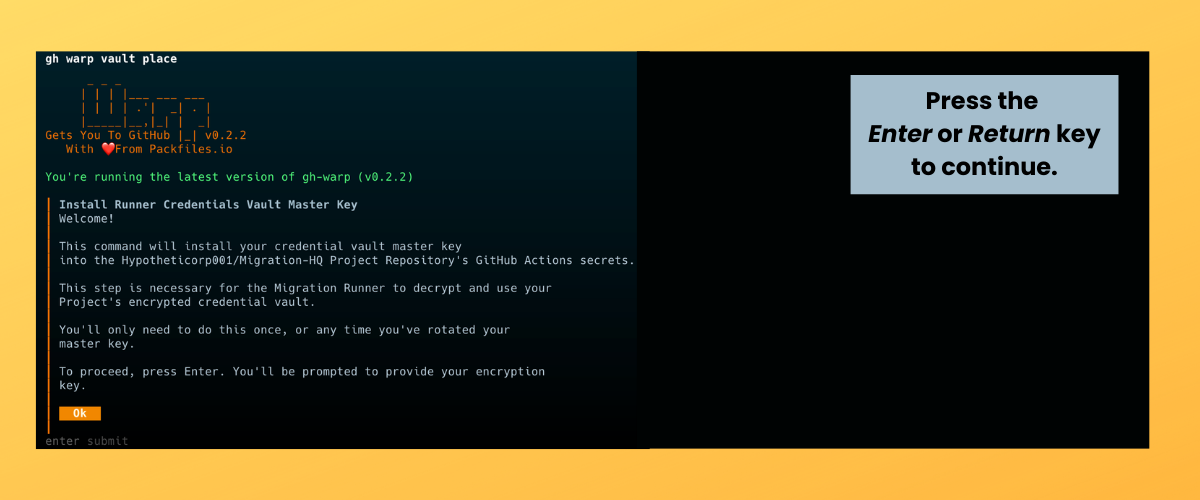 gh warp vault place
Warp
Gets You To GitHub |_| v0.2.2
With ❤️From Packfiles.io
You're running the latest version of gh-warp (v0.2.2)
Install Runner Credentials Vault Master Key
Welcome!
This command will install your credential vault master key
into the Hypotheticorp001/Migration-HQ Project Repository's GitHub Actions secrets.
This step is necessary for the Migration Runner to decrypt and use your
Project's encrypted credential vault.
You'll only need to do this once, or any time you've rotated your
master key.
To proceed, press Enter. You'll be prompted to provide your encryption
key.
Ok
enter submit
Press the
Enter or Return key
to continue.